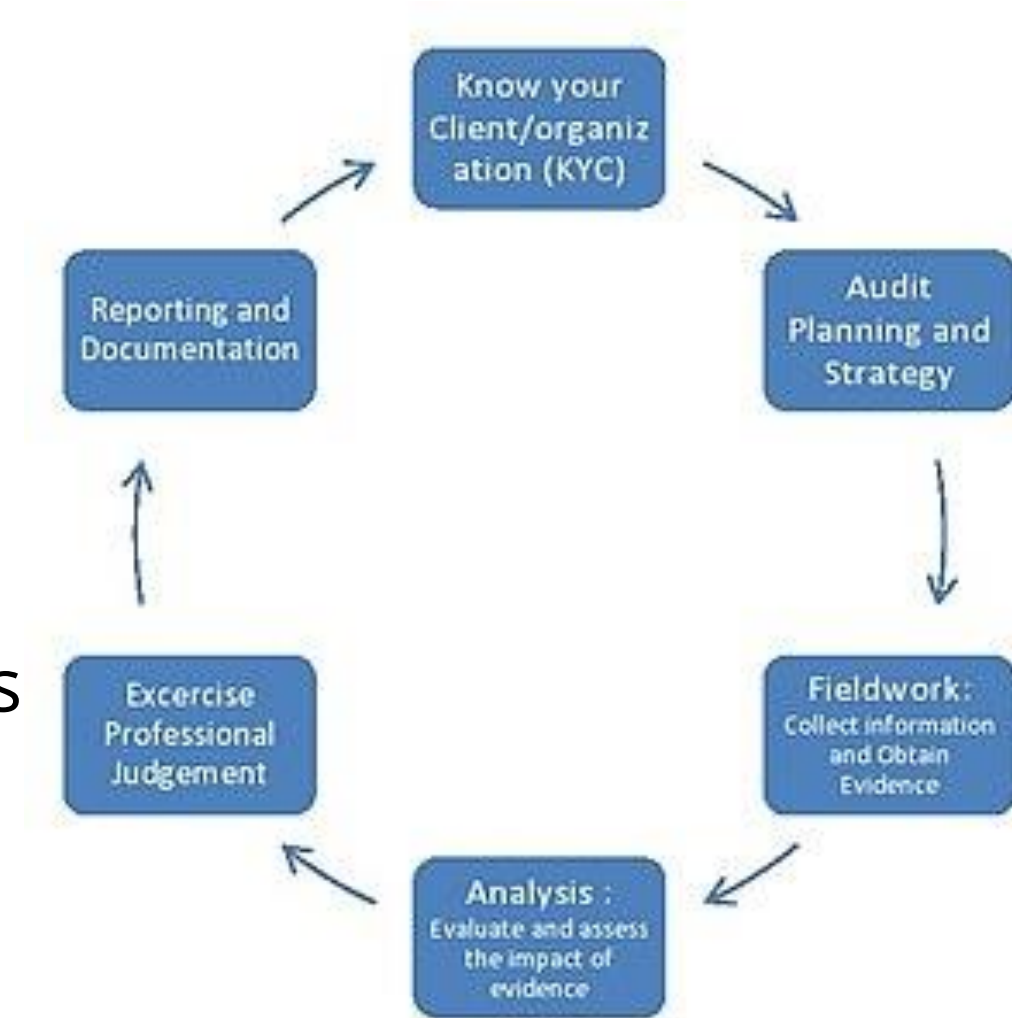 Know your
Client/organiz
ation (KYC)
Audit
Planning and
Strategy
Fieldwork:
Collect information
and Obtain
Evidence
Analysis :
Evaluate and assess
the impact of
evidence
Excercise
Professional
Judgement
Reporting and
Documentation
s